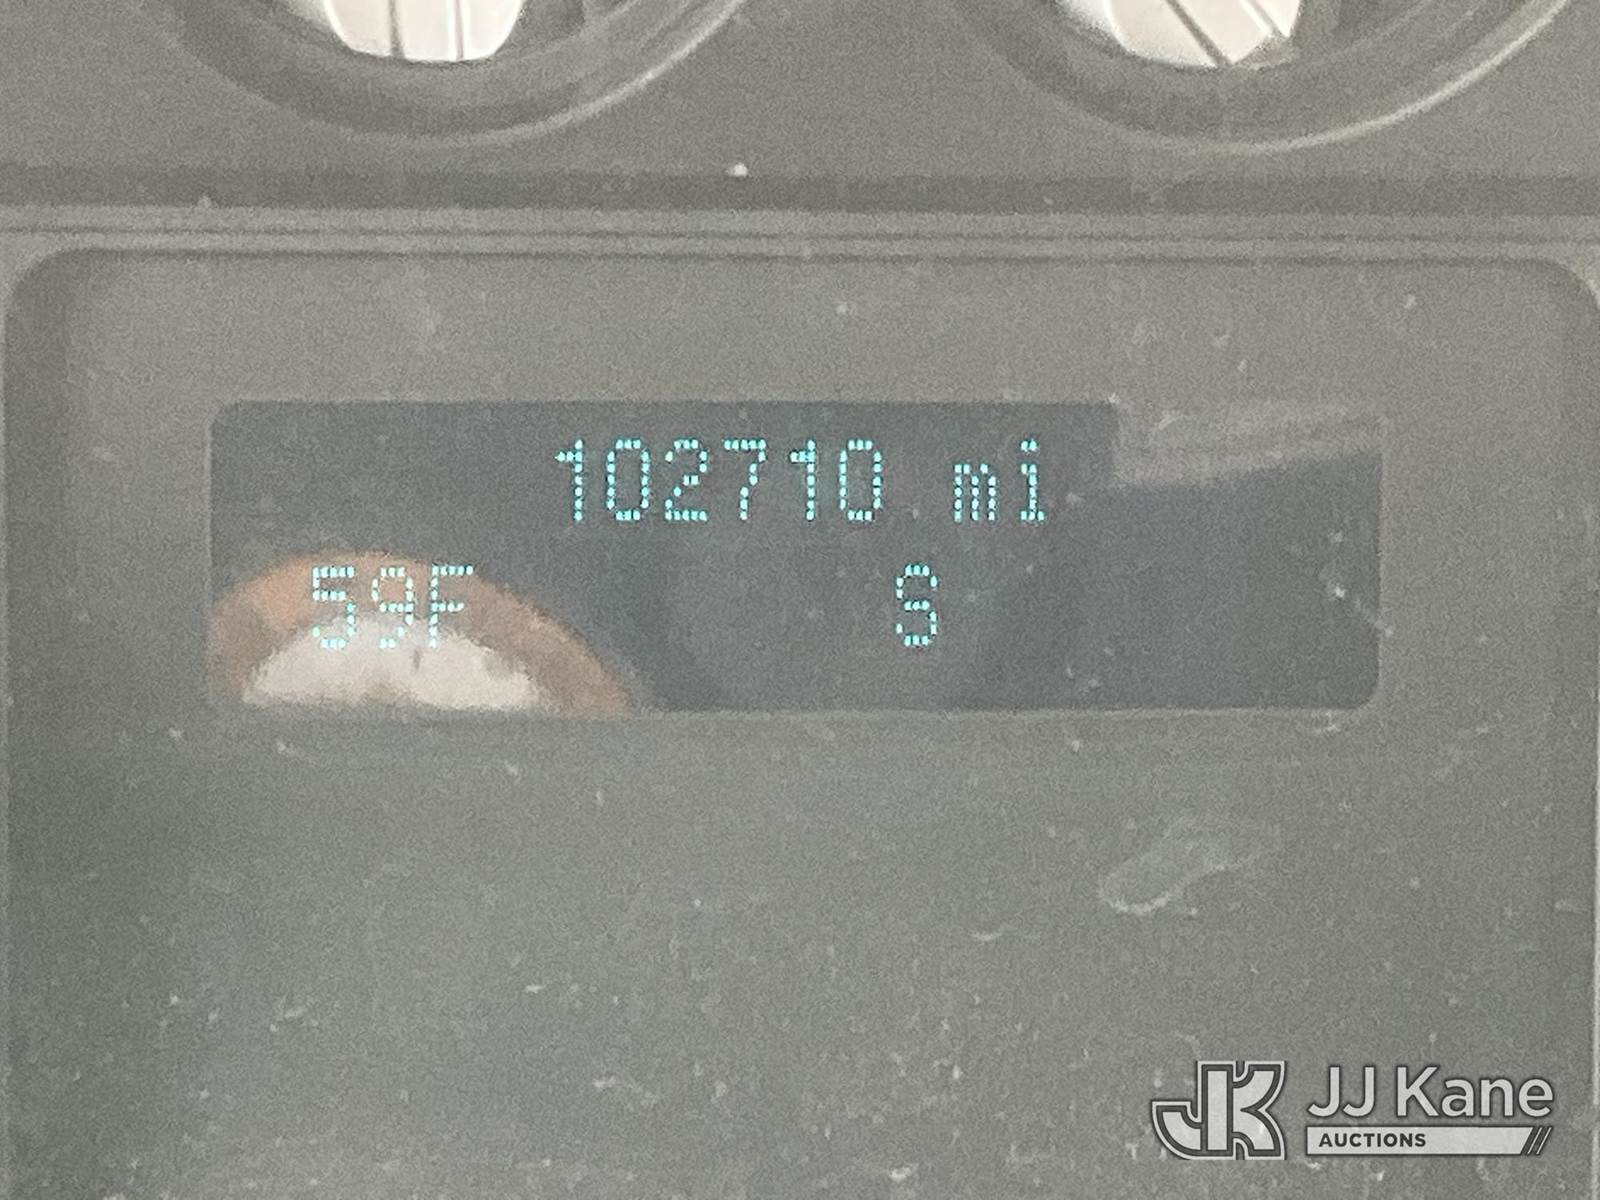 102710 mi
59F S
JK JJ Kane
AUCTIONS